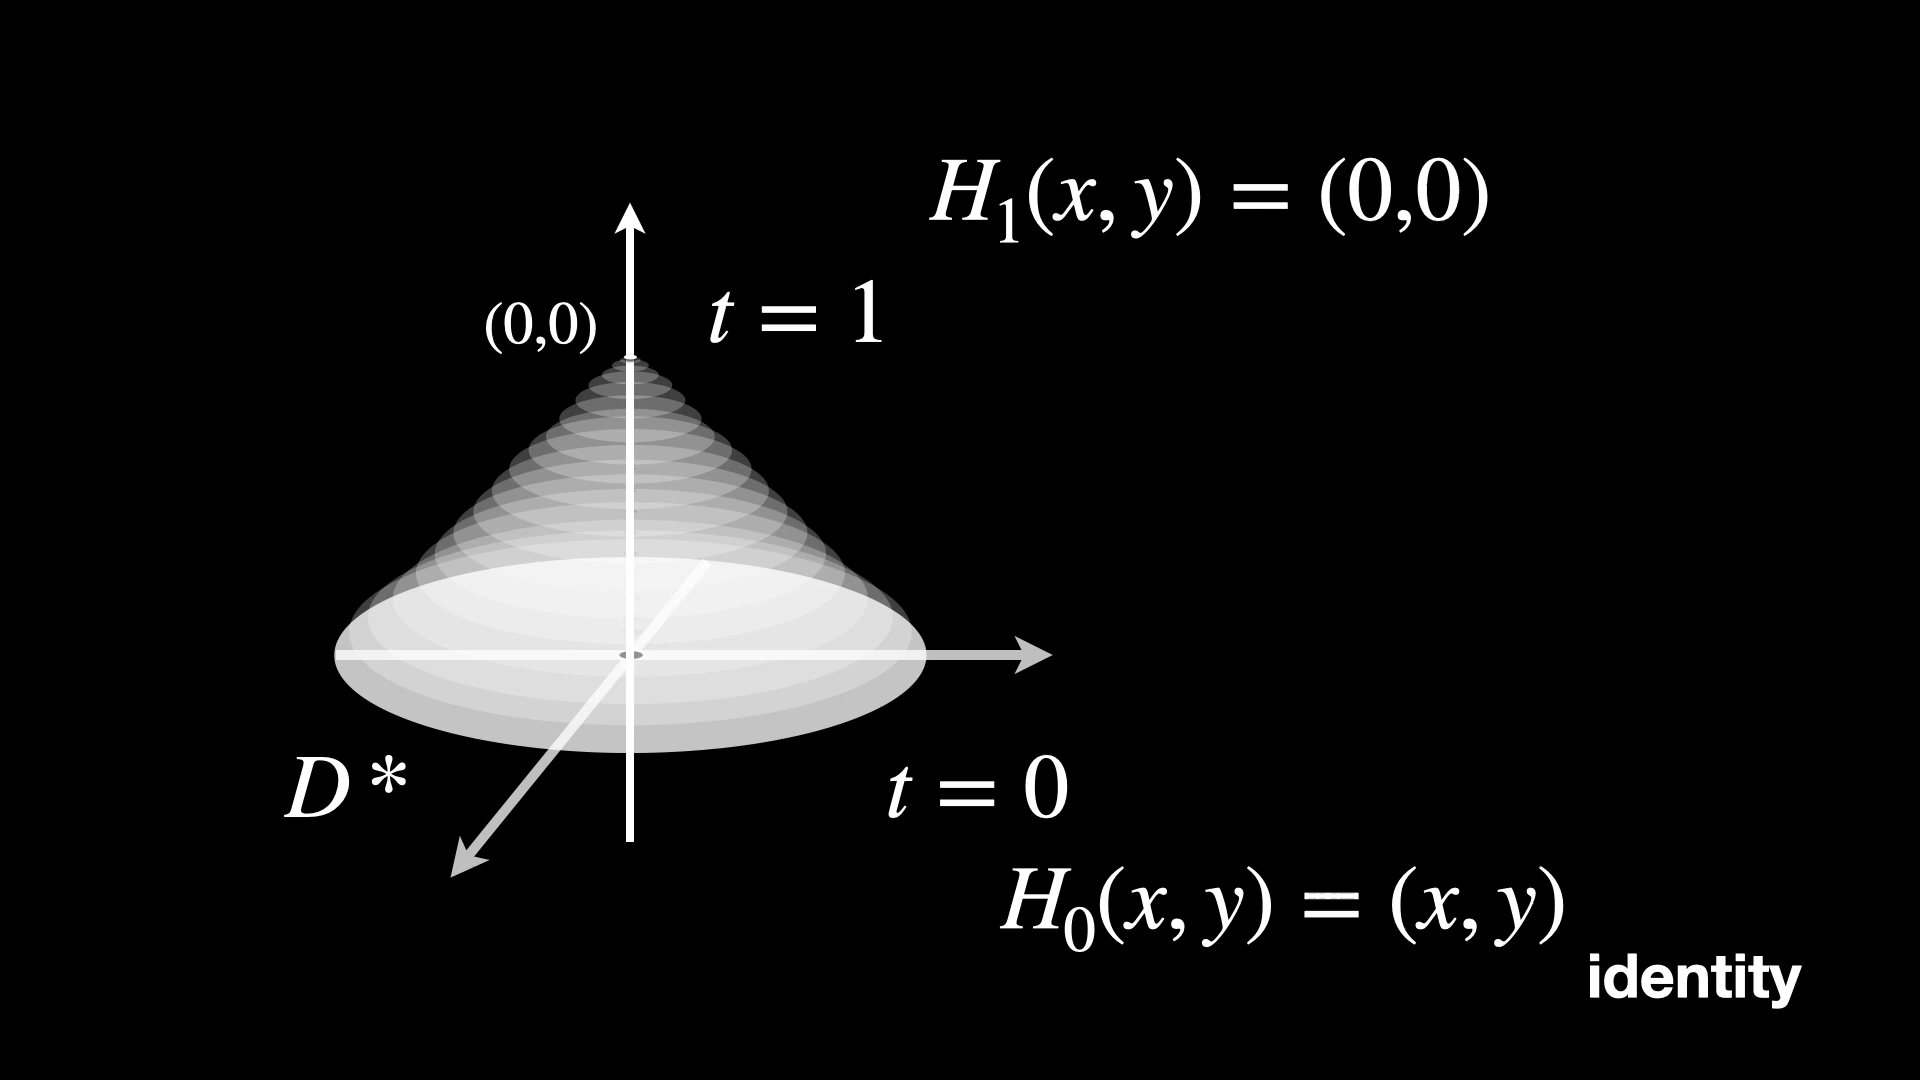 H₁(x, y) = (0,0)
(0,0)
t = 1
D *
t = 0
H₀(x, y) = (x, y)
identity